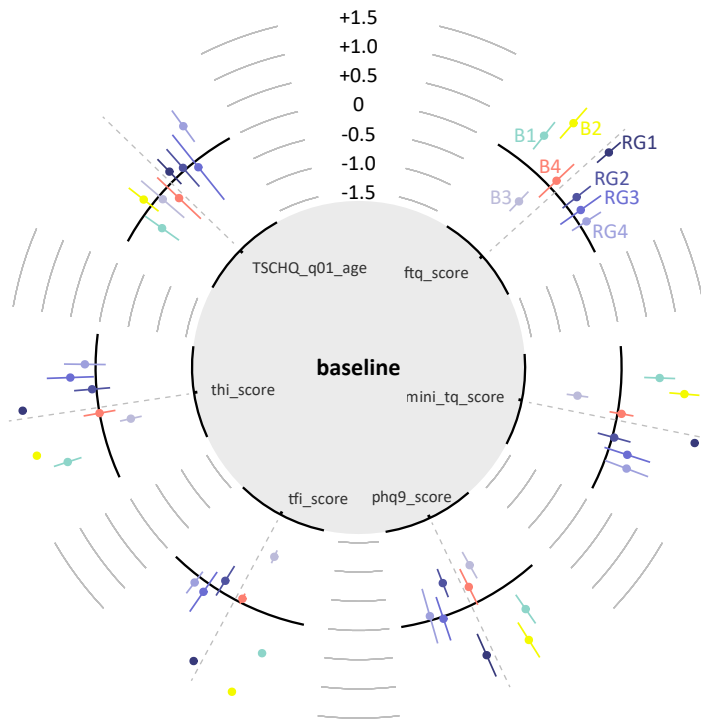 +1.5
+1.0
+0.5
0
-0.5
-1.0
-1.5
B1
B2
RG1
B4
B3
RG2
RG3
RG4
TSCHQ_q01_age
ftq_score
baseline
thi_score
mini_tq_score
tfi_score
phq9_score